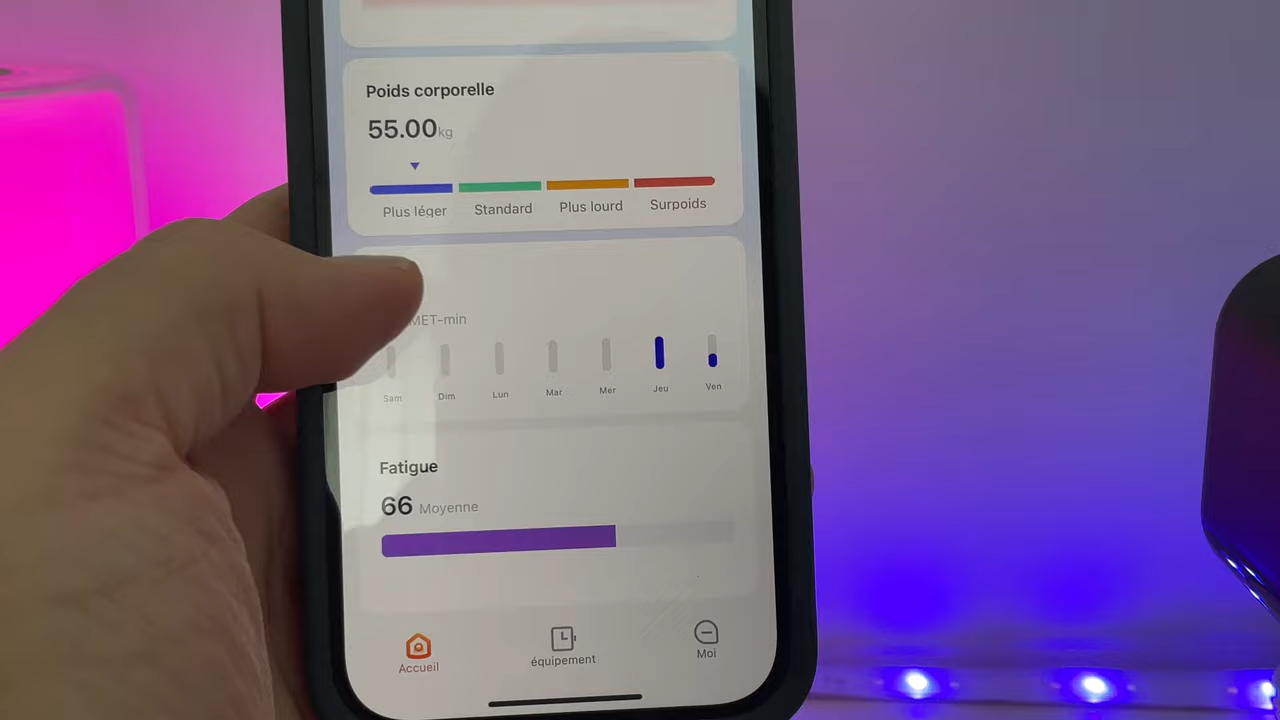 Poids corporelle
55.00kg
Plus léger Standard Plus lourd Surpoids
MET-min
Sam Dim Lun Mar Mer Jeu Ven
Fatigue
66 Moyenne
Accueil équipement Moi